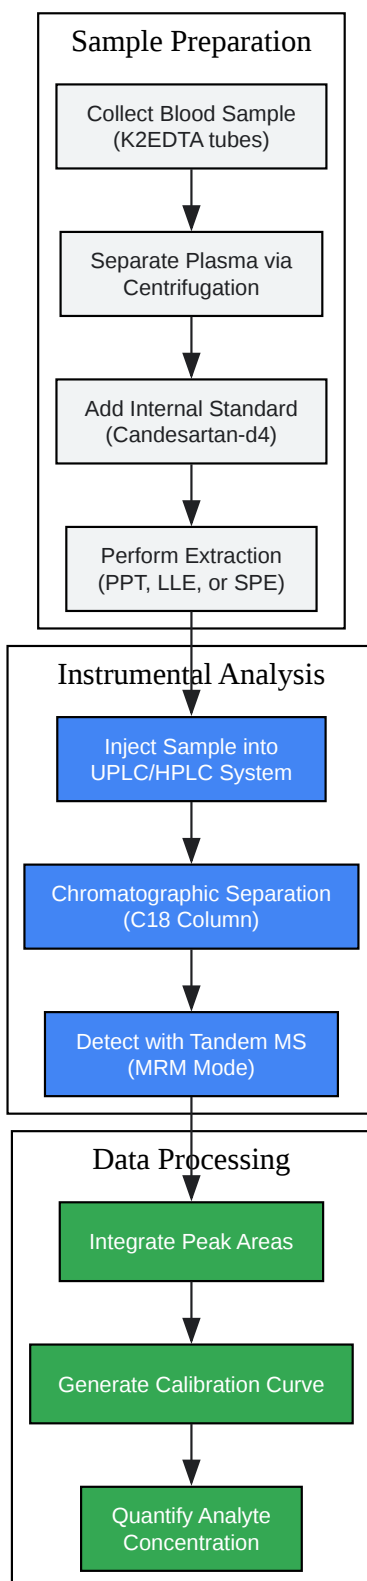 Sample Preparation
Collect Blood Sample
(K2EDTA tubes)
Separate Plasma via
Centrifugation
Add Internal Standard
(Candesartan-d4)
Perform Extraction
(PPT, LLE, or SPE)
Instrumental Analysis
Inject Sample into
UPLC/HPLC System
Chromatographic Separation
(C18 Column)
Detect with Tandem MS
(MRM Mode)
Data Processing
Integrate Peak Areas
Generate Calibration Curve
Quantify Analyte
Concentration